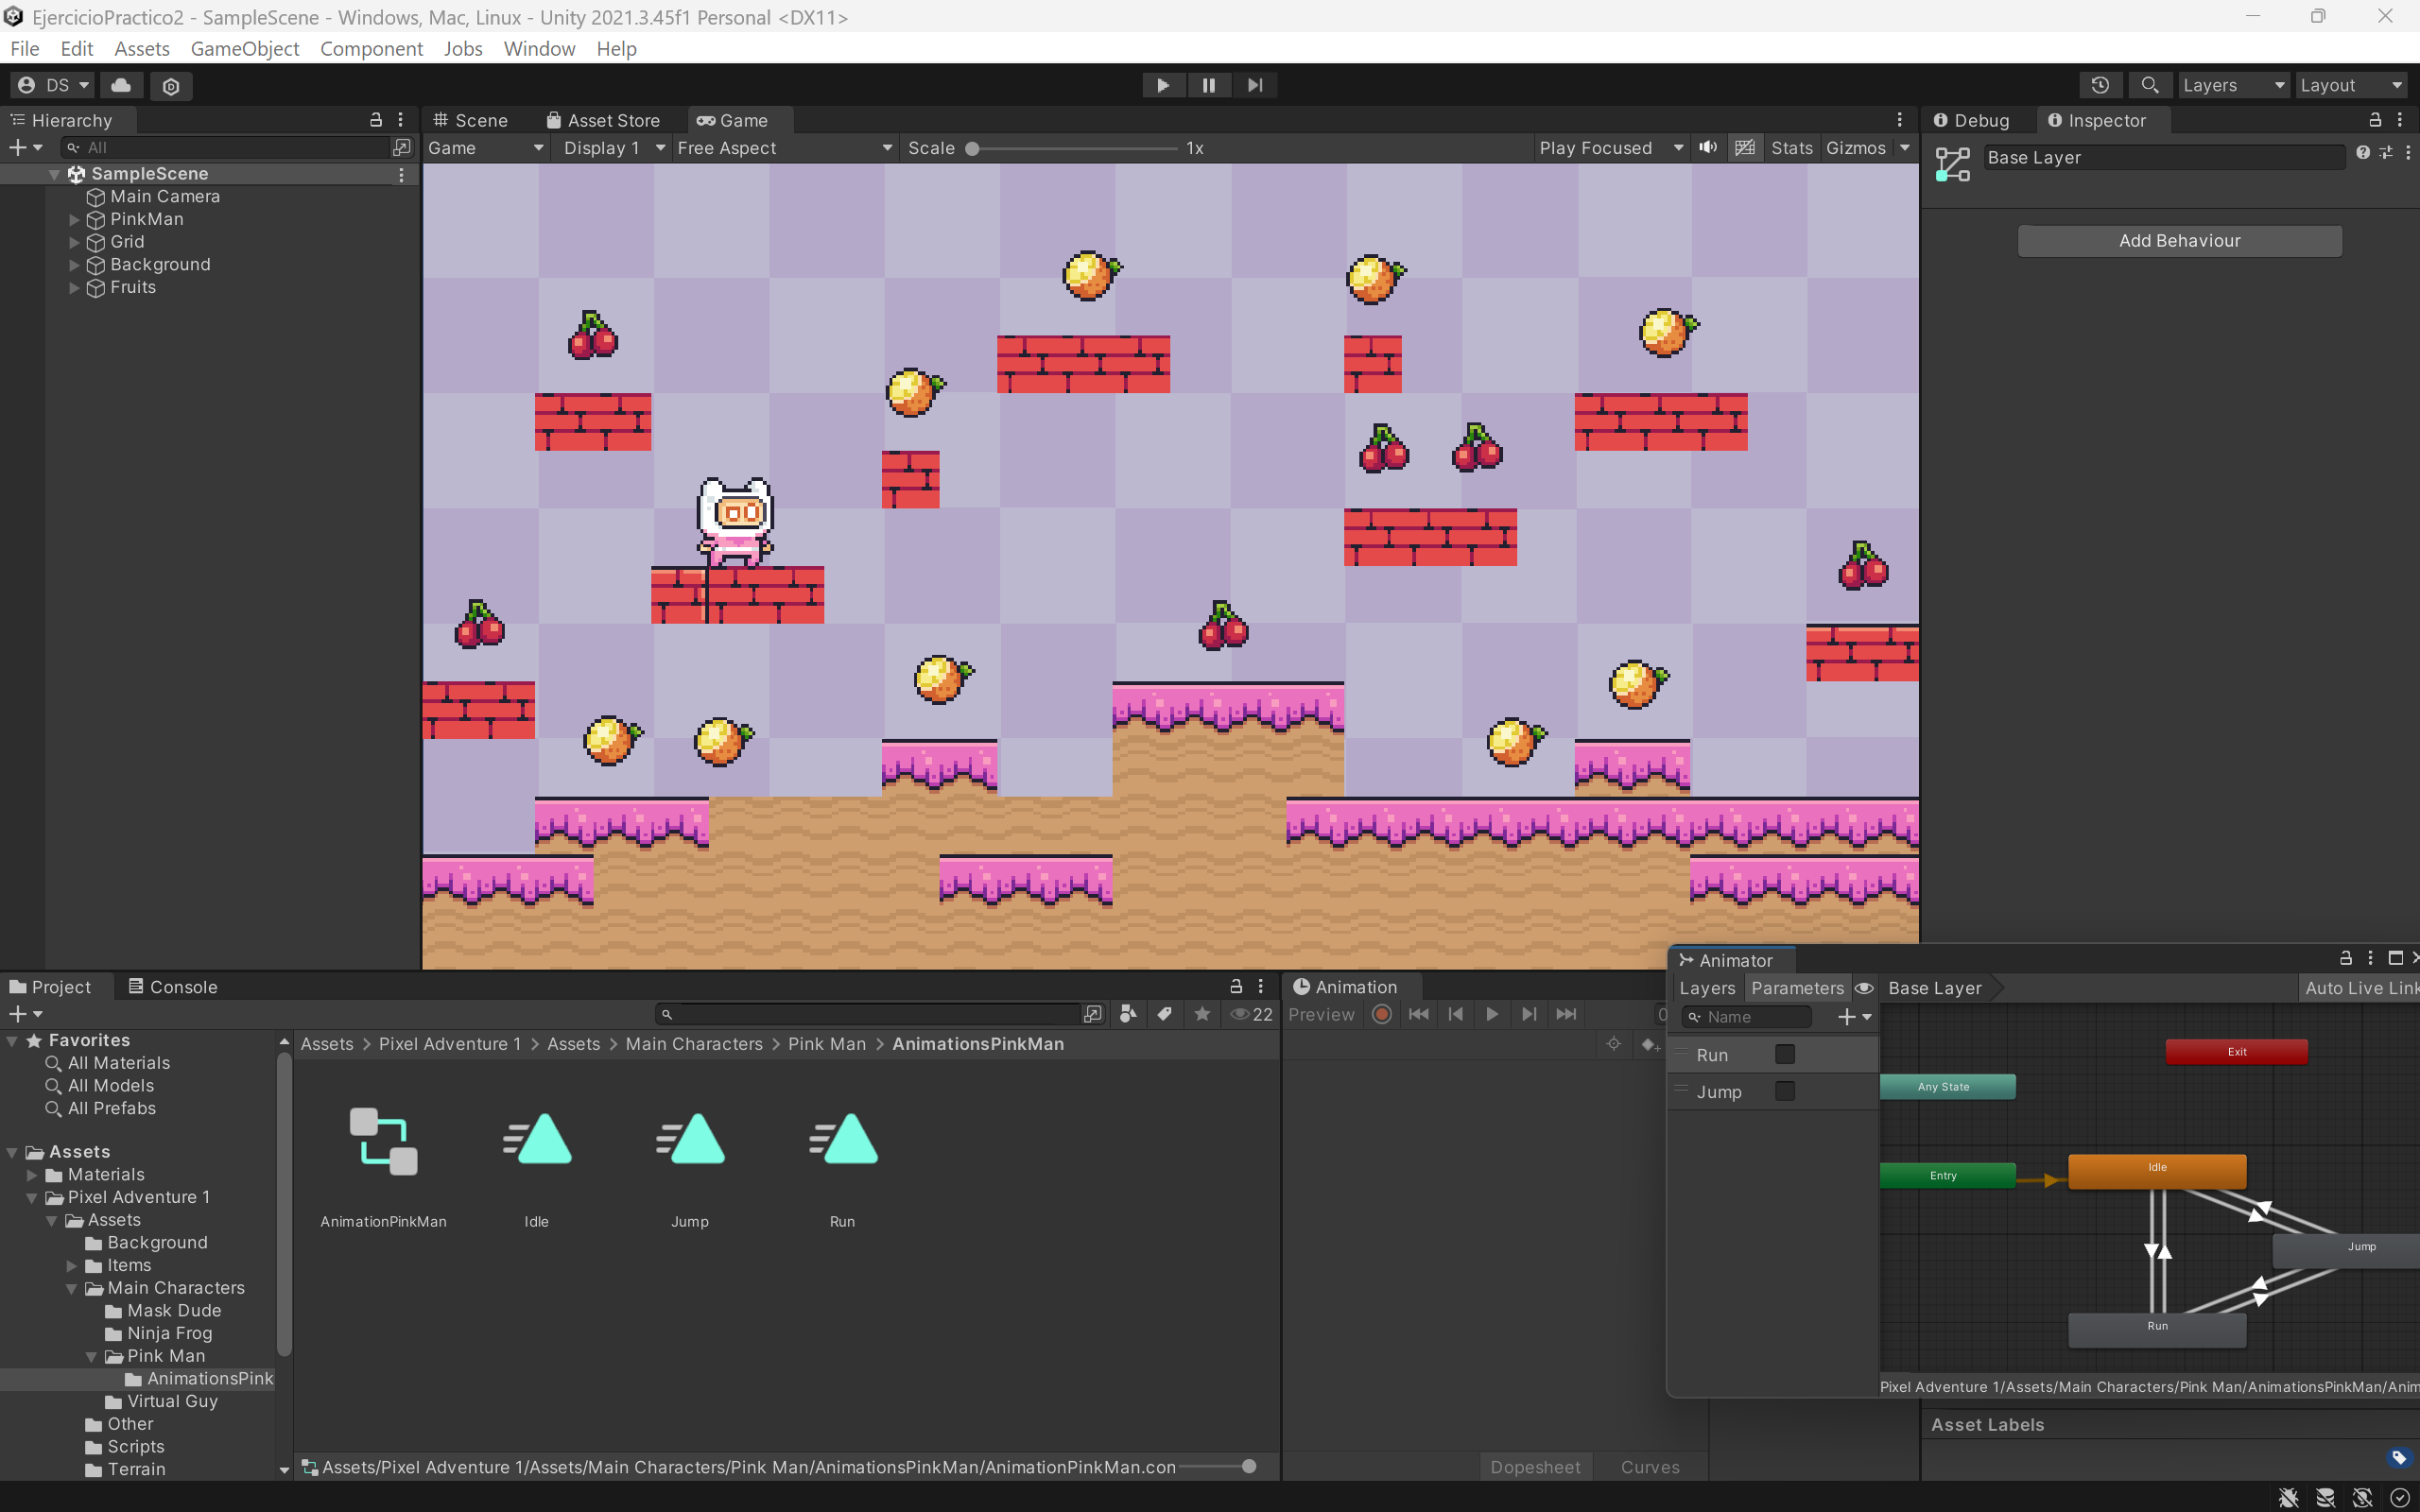 EjercicioPractico2 - SampleScene - Windows, Mac, Linux - Unity 2021.3.45f1 Personal <DX11>
File Edit Assets GameObject Component Jobs Window Help
DS
Layers Layout
Hierarchy
All
SampleScene
Main Camera
PinkMan
Grid
Background
Fruits
Scene Asset Store Game
Game Display 1 Free Aspect Scale 1x Play Focused Stats Gizmos
Debug Inspector
Base Layer
Add Behaviour
Project Console
22
Favorites
All Materials
All Models
All Prefabs
Assets
Materials
Pixel Adventure 1
Assets
Background
Items
Main Characters
Mask Dude
Ninja Frog
Pink Man
AnimationsPink
Virtual Guy
Other
Scripts
Terrain
Assets > Pixel Adventure 1 > Assets > Main Characters > Pink Man > AnimationsPinkMan
AnimationPinkMan Idle Jump Run
Assets/Pixel Adventure 1/Assets/Main Characters/Pink Man/AnimationsPinkMan/AnimationPinkMan.con
Animation
Preview
Dopesheet Curves
Animator
Layers Parameters Base Layer Auto Live Link
Name
Run
Jump
Exit
Any State
Entry
Idle
Jump
Run
Pixel Adventure 1/Assets/Main Characters/Pink Man/AnimationsPinkMan/Anim
Asset Labels